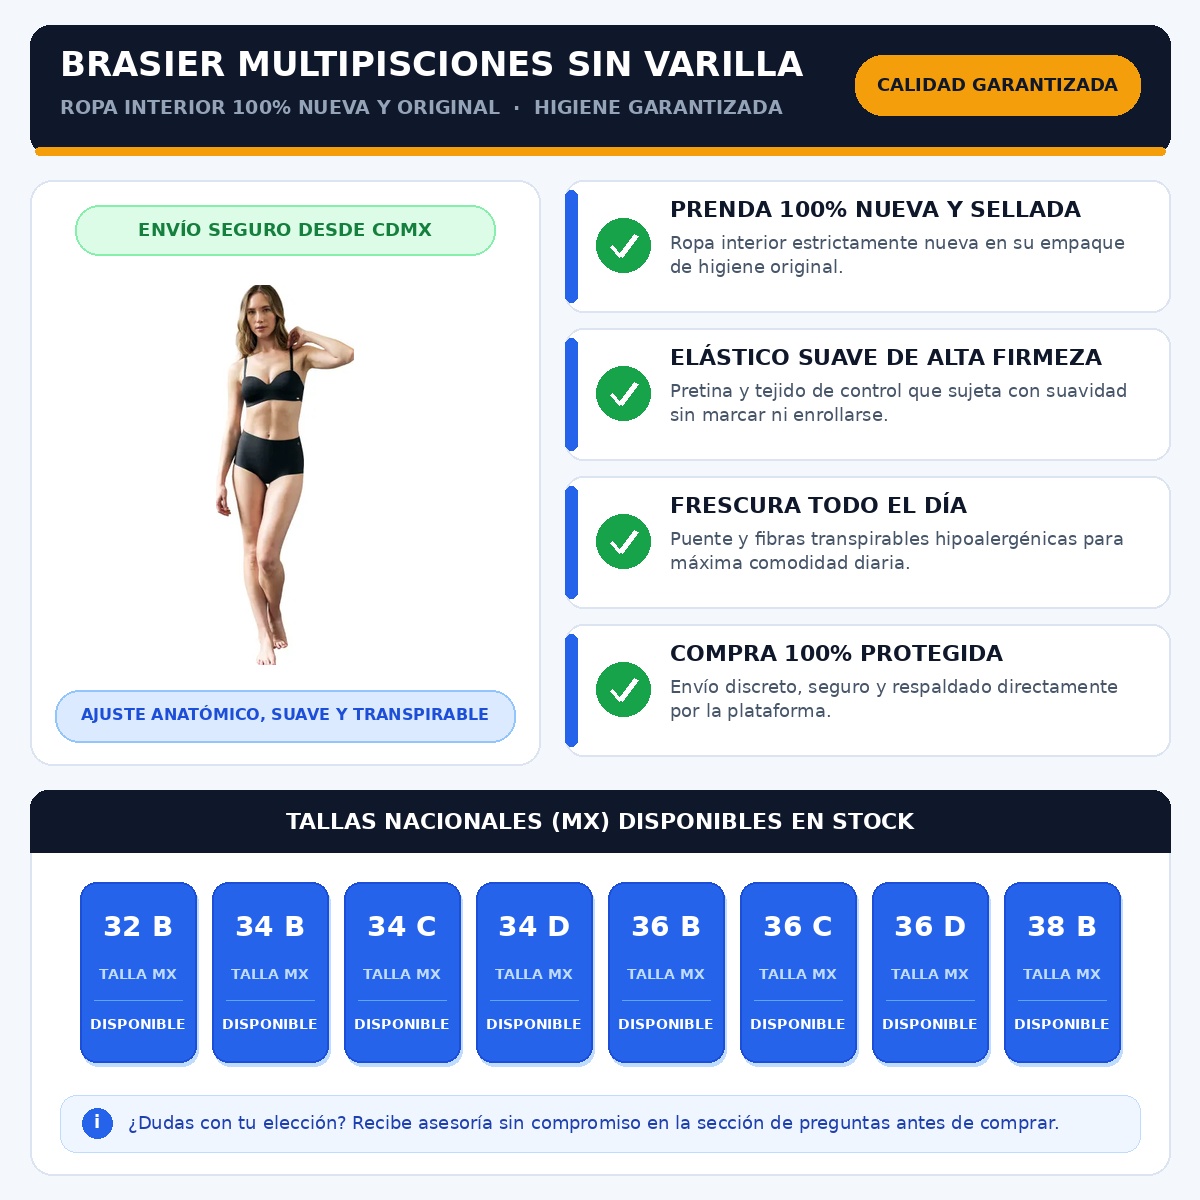 BRASIER MULTIPISCIONES SIN VARILLA
ROPA INTERIOR 100% NUEVA Y ORIGINAL · HIGIENE GARANTIZADA
CALIDAD GARANTIZADA
ENVÍO SEGURO DESDE CDMX
AJUSTE ANATÓMICO, SUAVE Y TRANSPIRABLE
PRENDA 100% NUEVA Y SELLADA
Ropa interior estrictamente nueva en su empaque
de higiene original.
ELÁSTICO SUAVE DE ALTA FIRMEZA
Pretina y tejido de control que sujeta con suavidad
sin marcar ni enrollarse.
FRESCURA TODO EL DÍA
Puente y fibras transpirables hipoalergénicas para
máxima comodidad diaria.
COMPRA 100% PROTEGIDA
Envío discreto, seguro y respaldado directamente
por la plataforma.
TALLAS NACIONALES (MX) DISPONIBLES EN STOCK
32 B
TALLA MX
DISPONIBLE
34 B
TALLA MX
DISPONIBLE
34 C
TALLA MX
DISPONIBLE
34 D
TALLA MX
DISPONIBLE
36 B
TALLA MX
DISPONIBLE
36 C
TALLA MX
DISPONIBLE
36 D
TALLA MX
DISPONIBLE
38 B
TALLA MX
DISPONIBLE
i
¿Dudas con tu elección? Recibe asesoría sin compromiso en la sección de preguntas antes de comprar.